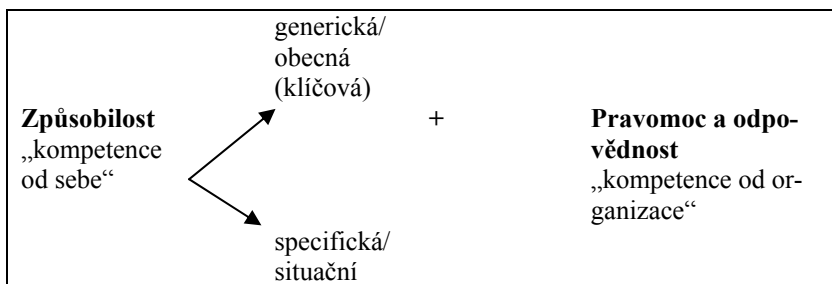 generická/
obecná
(klíčová)
Způsobilost
„kompetence
od sebe“
+
Pravomoc a odpo-
vědnost
„kompetence od or-
ganizace“
specifická/
situační